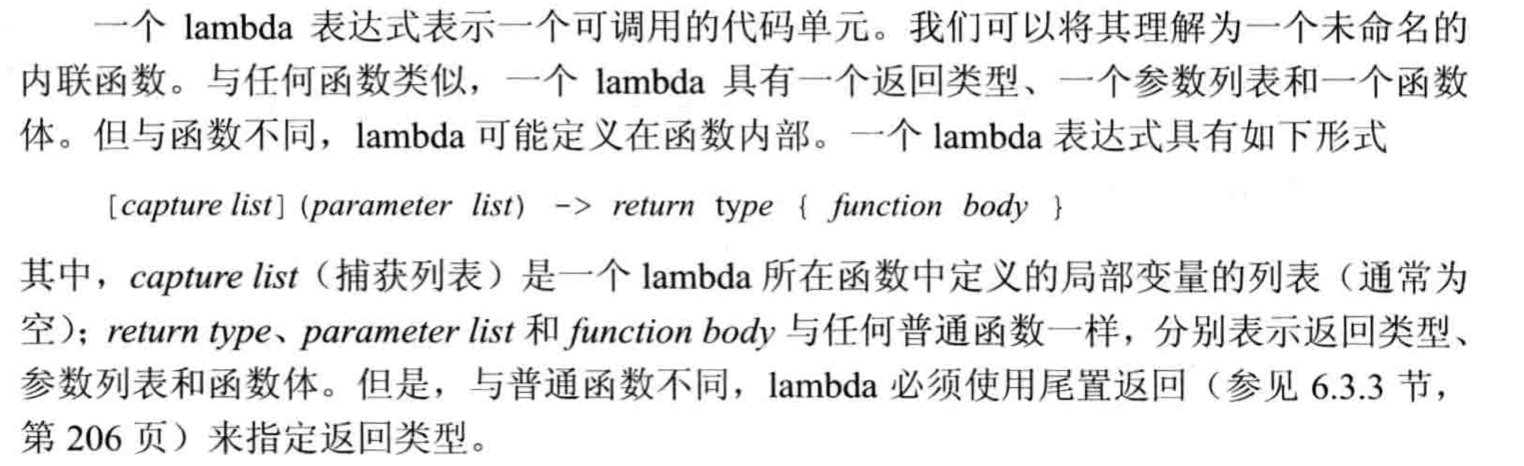 一个 lambda 表达式表示一个可调用的代码单元。我们可以将其理解为一个未命名的
内联函数。与任何函数类似，一个 lambda 具有一个返回类型、一个参数列表和一个函数
体。但与函数不同，lambda 可能定义在函数内部。一个 lambda 表达式具有如下形式
[capture list] (parameter list) -> return type { function body }
其中，capture list（捕获列表）是一个 lambda 所在函数中定义的局部变量的列表（通常为
空）；return type、parameter list 和 function body 与任何普通函数一样，分别表示返回类型、
参数列表和函数体。但是，与普通函数不同，lambda 必须使用尾置返回（参见 6.3.3 节，
第 206 页）来指定返回类型。